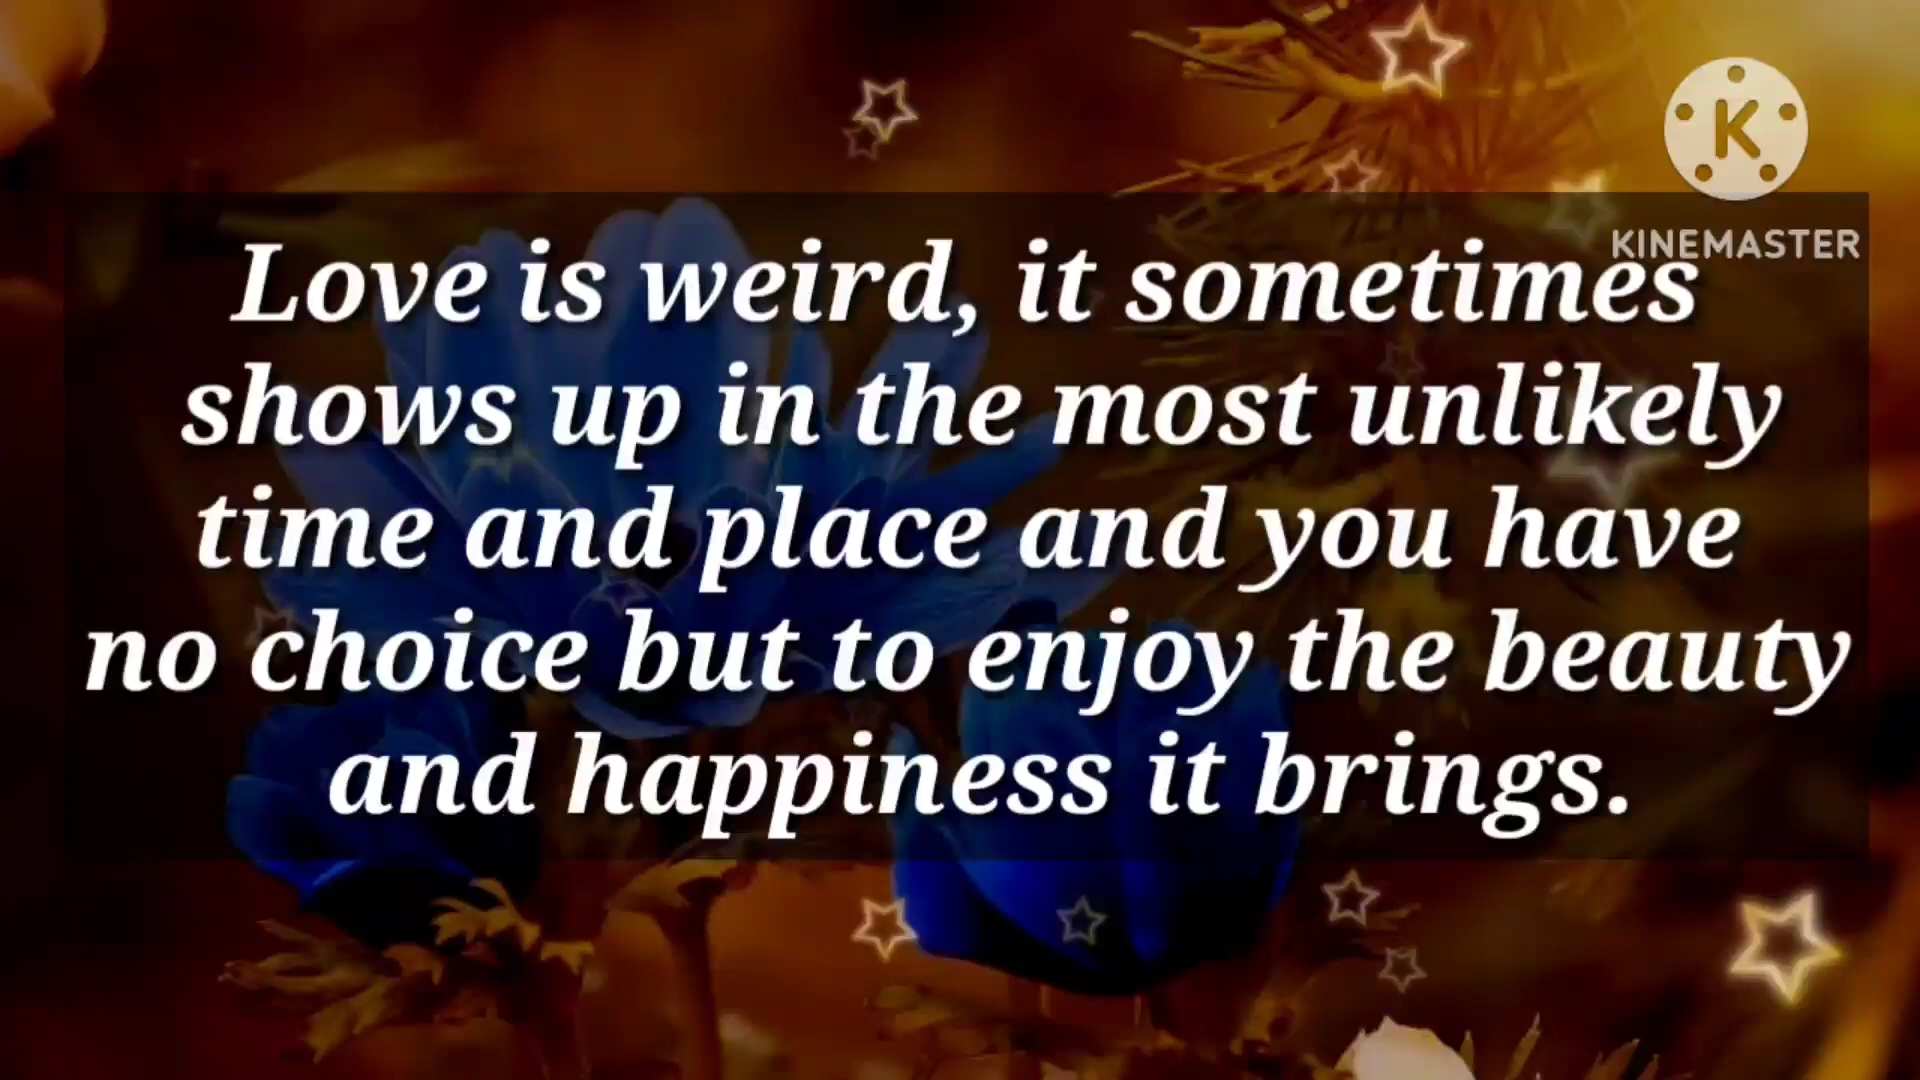 K
KINEMASTER
Love is weird, it sometimes
shows up in the most unlikely
time and place and you have
no choice but to enjoy the beauty
and happiness it brings.